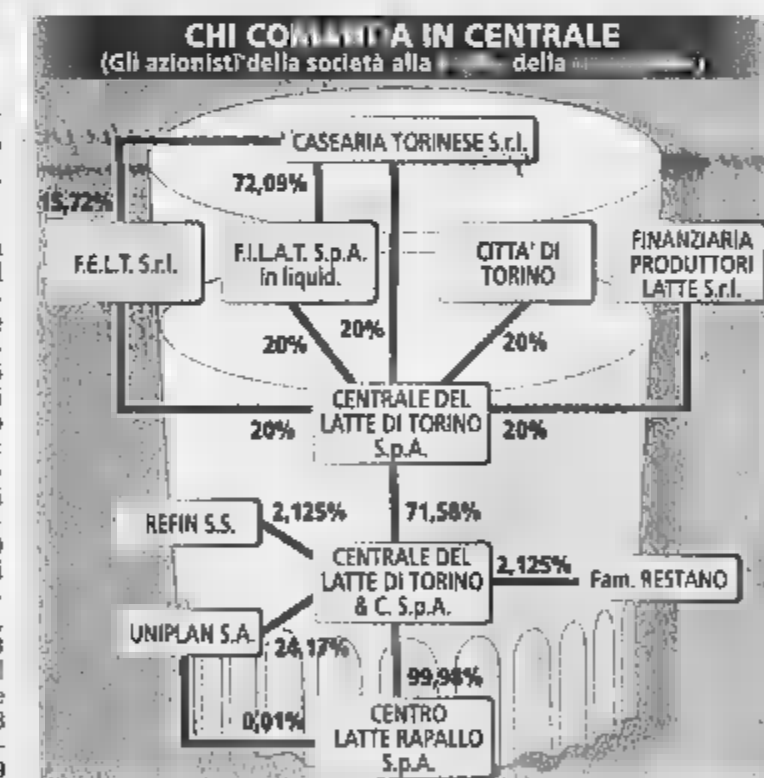 CHI COMANDA IN CENTRALE
(Gli azionisti della società alla della
CASEARIA TORINESE S.r.l.
72,09%
15,72%
F.E.L.T. S.r.l.
F.I.L.A.T. S.p.A.
in liquid.
CITTA' DI
TORINO
FINANZIARIA
PRODUTTORI
LATTE S.r.l.
20%
20%
20%
CENTRALE DEL
LATTE DI TORINO
S.p.A.
20%
20%
REFIN S.S.
2,125%
71,58%
CENTRALE DEL
LATTE DI TORINO
& C. S.p.A.
2,125%
Fam. RESTANO
UNIPLAN S.A.
24,17%
99,98%
0,01%
CENTRO
LATTE RAPALLO
S.p.A.